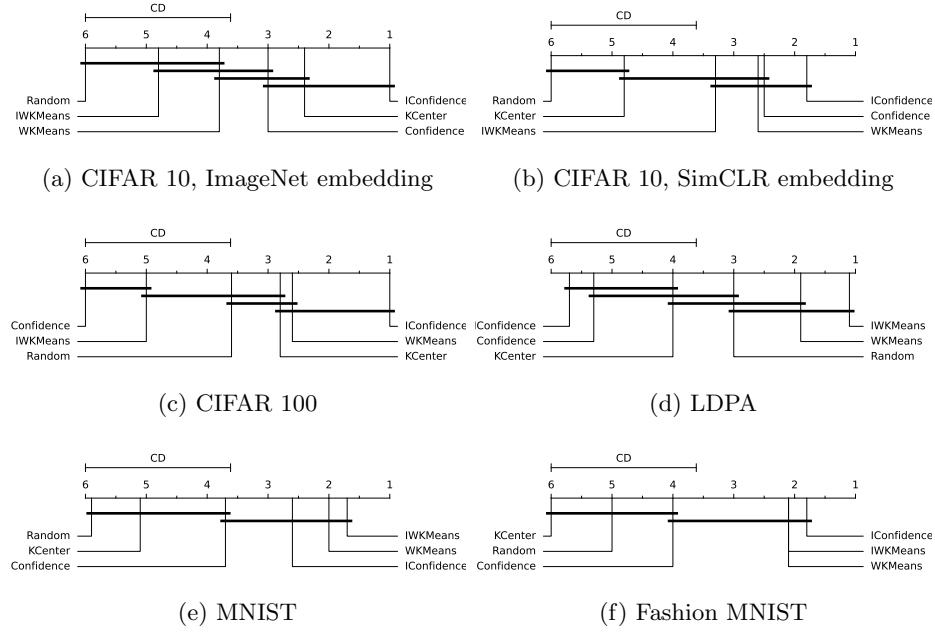 CD
6 5 4 3 2 1
Random
IWKMeans
WKMeans
IConfidence
KCenter
Confidence
(a) CIFAR 10, ImageNet embedding
CD
6 5 4 3 2 1
Random
KCenter
IWKMeans
IConfidence
Confidence
WKMeans
(b) CIFAR 10, SimCLR embedding
CD
6 5 4 3 2 1
Confidence
IWKMeans
Random
IConfidence
WKMeans
KCenter
(c) CIFAR 100
CD
6 5 4 3 2 1
IConfidence
Confidence
KCenter
IWKMeans
WKMeans
Random
(d) LDPA
CD
6 5 4 3 2 1
Random
KCenter
Confidence
IWKMeans
WKMeans
IConfidence
(e) MNIST
CD
6 5 4 3 2 1
KCenter
Random
Confidence
IConfidence
IWKMeans
WKMeans
(f) Fashion MNIST